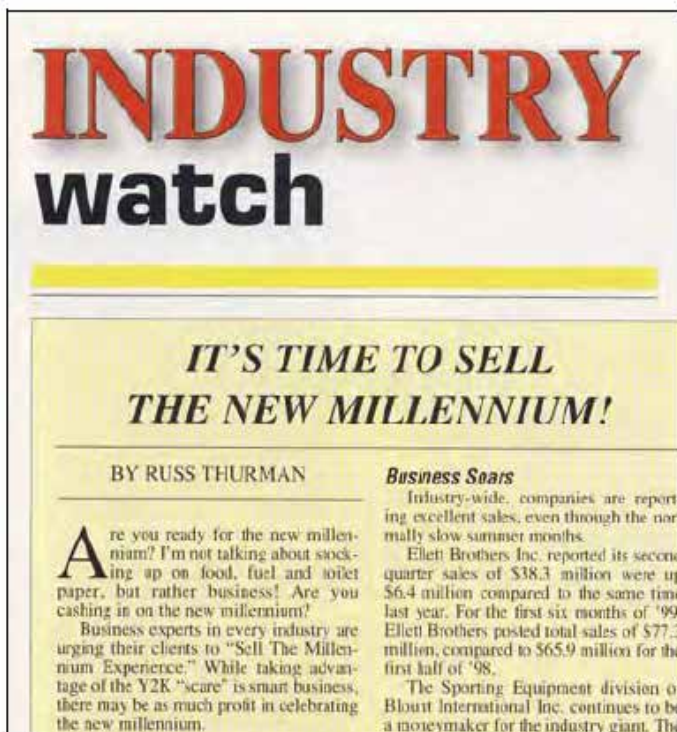 INDUSTRY
watch
IT'S TIME TO SELL
THE NEW MILLENNIUM!
BY RUSS THURMAN
Are you ready for the new millen-
nium? I'm not talking about stock-
ing up on food, fuel and toilet
paper, but rather business! Are you
cashing in on the new millennium?
Business experts in every industry are
urging their clients to "Sell The Millen-
nium Experience." While taking advan-
tage of the Y2K "scare" is smart business,
there may be as much profit in celebrating
the new millennium.
Business Soars
Industry-wide, companies are report-
ing excellent sales, even through the nor-
mally slow summer months.
Ellett Brothers Inc. reported its second
quarter sales of $38.3 million were up
$6.4 million compared to the same time
last year. For the first six months of '99,
Ellett Brothers posted total sales of $77.3
million, compared to $65.9 million for the
first half of '98.
The Sporting Equipment division of
Blount International Inc. continues to be
a moneymaker for the industry giant. The